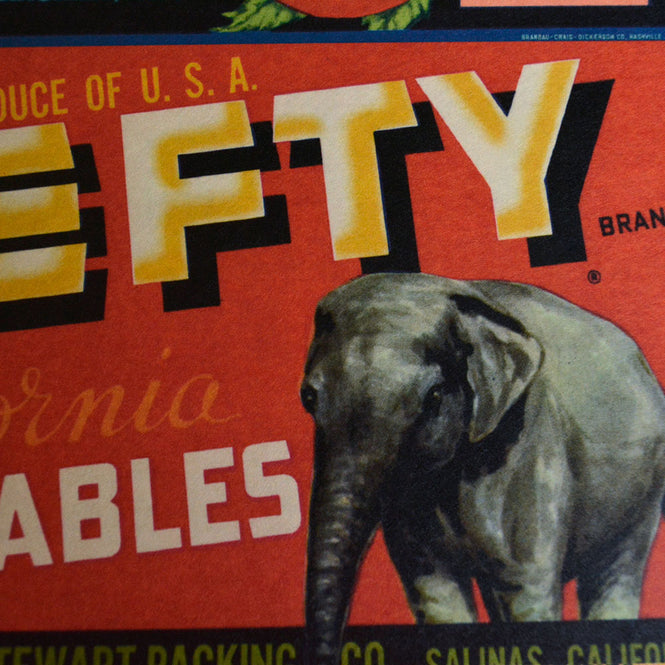 BRANDAU-CRAIG-DICKERSON CO., NASHVILLE
DUCE OF U. S. A.
EFTY
BRAN
®
ornia
ABLES
TEWART PACKING CO. SALINAS, CALIFO